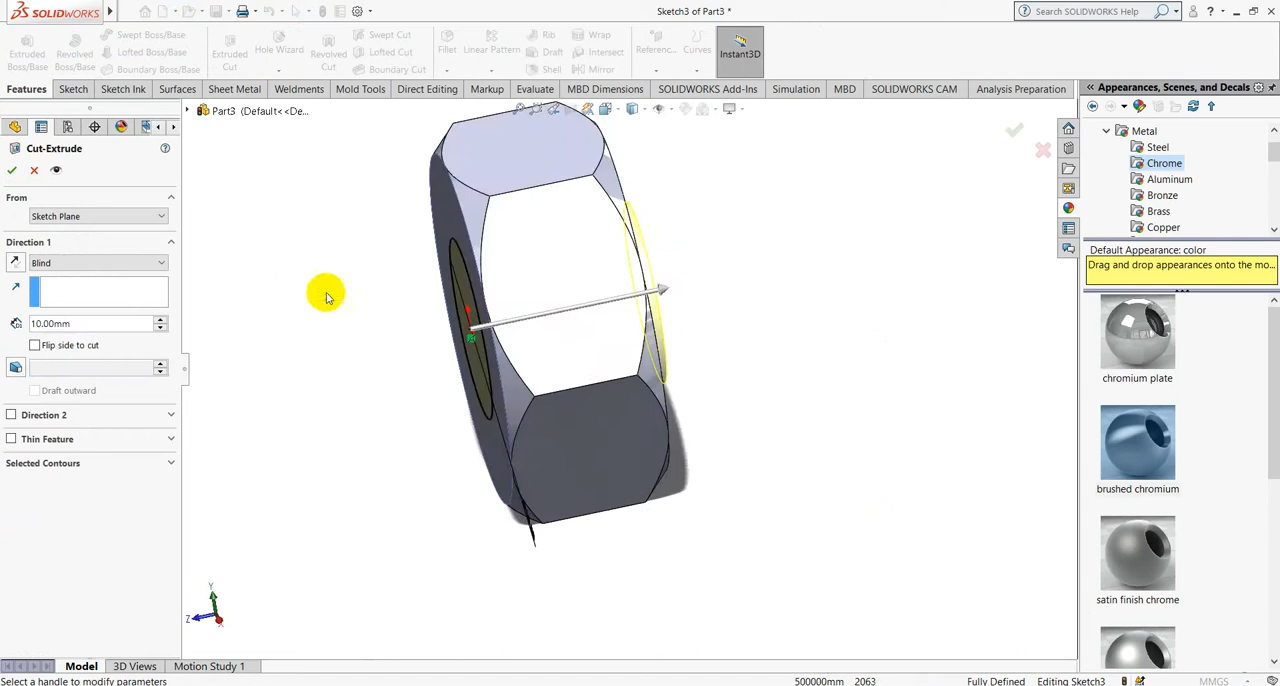 SOLIDWORKS
Sketch3 of Part3 *
Search SOLIDWORKS Help
Extruded Boss/Base
Revolved Boss/Base
Swept Boss/Base
Lofted Boss/Base
Boundary Boss/Base
Extruded Cut
Hole Wizard
Revolved Cut
Swept Cut
Lofted Cut
Boundary Cut
Fillet
Linear Pattern
Rib
Draft
Shell
Wrap
Intersect
Mirror
Referenc...
Curves
Instant3D
Features
Sketch
Sketch Ink
Surfaces
Sheet Metal
Weldments
Mold Tools
Direct Editing
Markup
Evaluate
MBD Dimensions
SOLIDWORKS Add-Ins
Simulation
MBD
SOLIDWORKS CAM
Analysis Preparation
Part3 (Default<<De...
Cut-Extrude
From
Sketch Plane
Direction 1
Blind
10.00mm
Flip side to cut
Draft outward
Direction 2
Thin Feature
Selected Contours
Y
Z
X
Appearances, Scenes, and Decals
Metal
Steel
Chrome
Aluminum
Bronze
Brass
Copper
Default Appearance: color
Drag and drop appearances onto the mo...
chromium plate
brushed chromium
satin finish chrome
Model
3D Views
Motion Study 1
Select a handle to modify parameters
500000mm
2063
Fully Defined
Editing Sketch3
MMGS